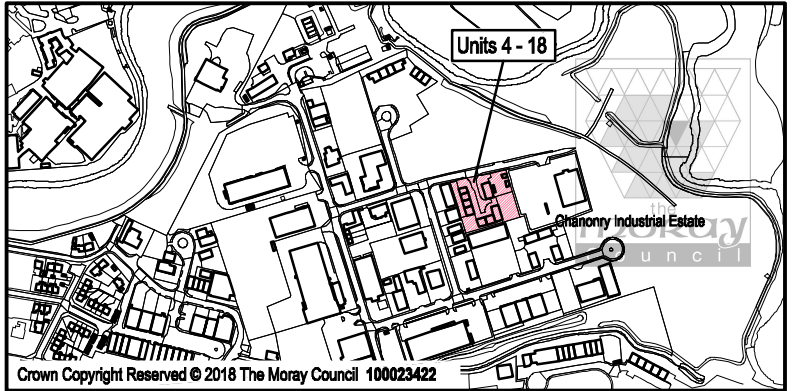 Units 4 - 18
Chanonry Industrial Estate
the
moray
council
Crown Copyright Reserved © 2018 The Moray Council 100023422